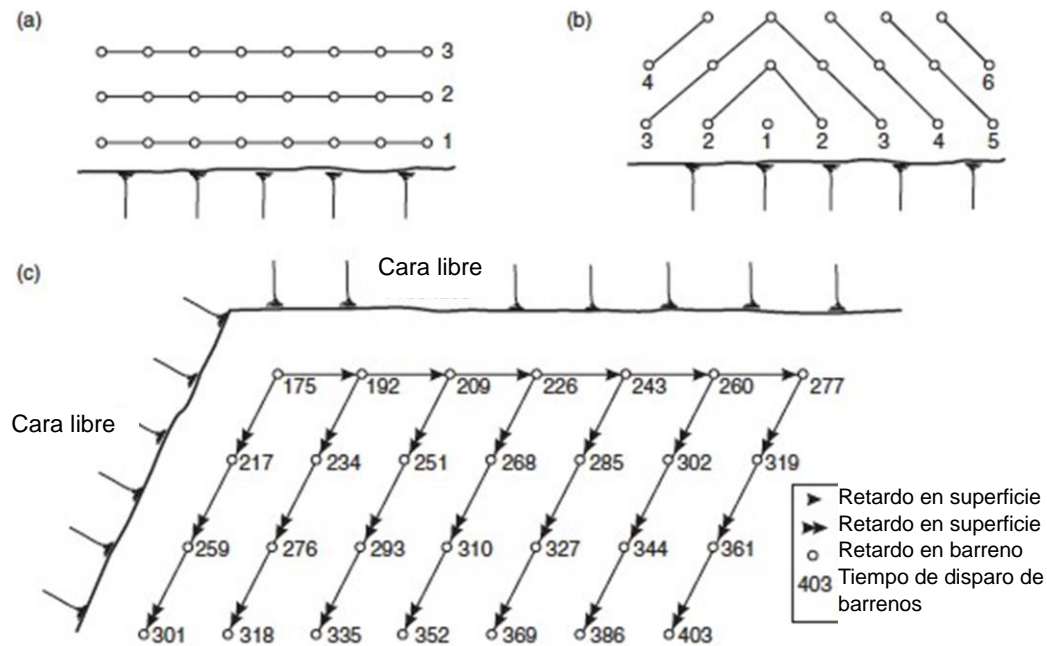 (a)
3
2
1
(b)
4 6
3 2 1 2 3 4 5
(c)
Cara libre
Cara libre
175 192 209 226 243 260 277
217 234 251 268 285 302 319
259 276 293 310 327 344 361
301 318 335 352 369 386 403
Retardo en superficie
Retardo en superficie
Retardo en barreno
403 Tiempo de disparo de
barrenos